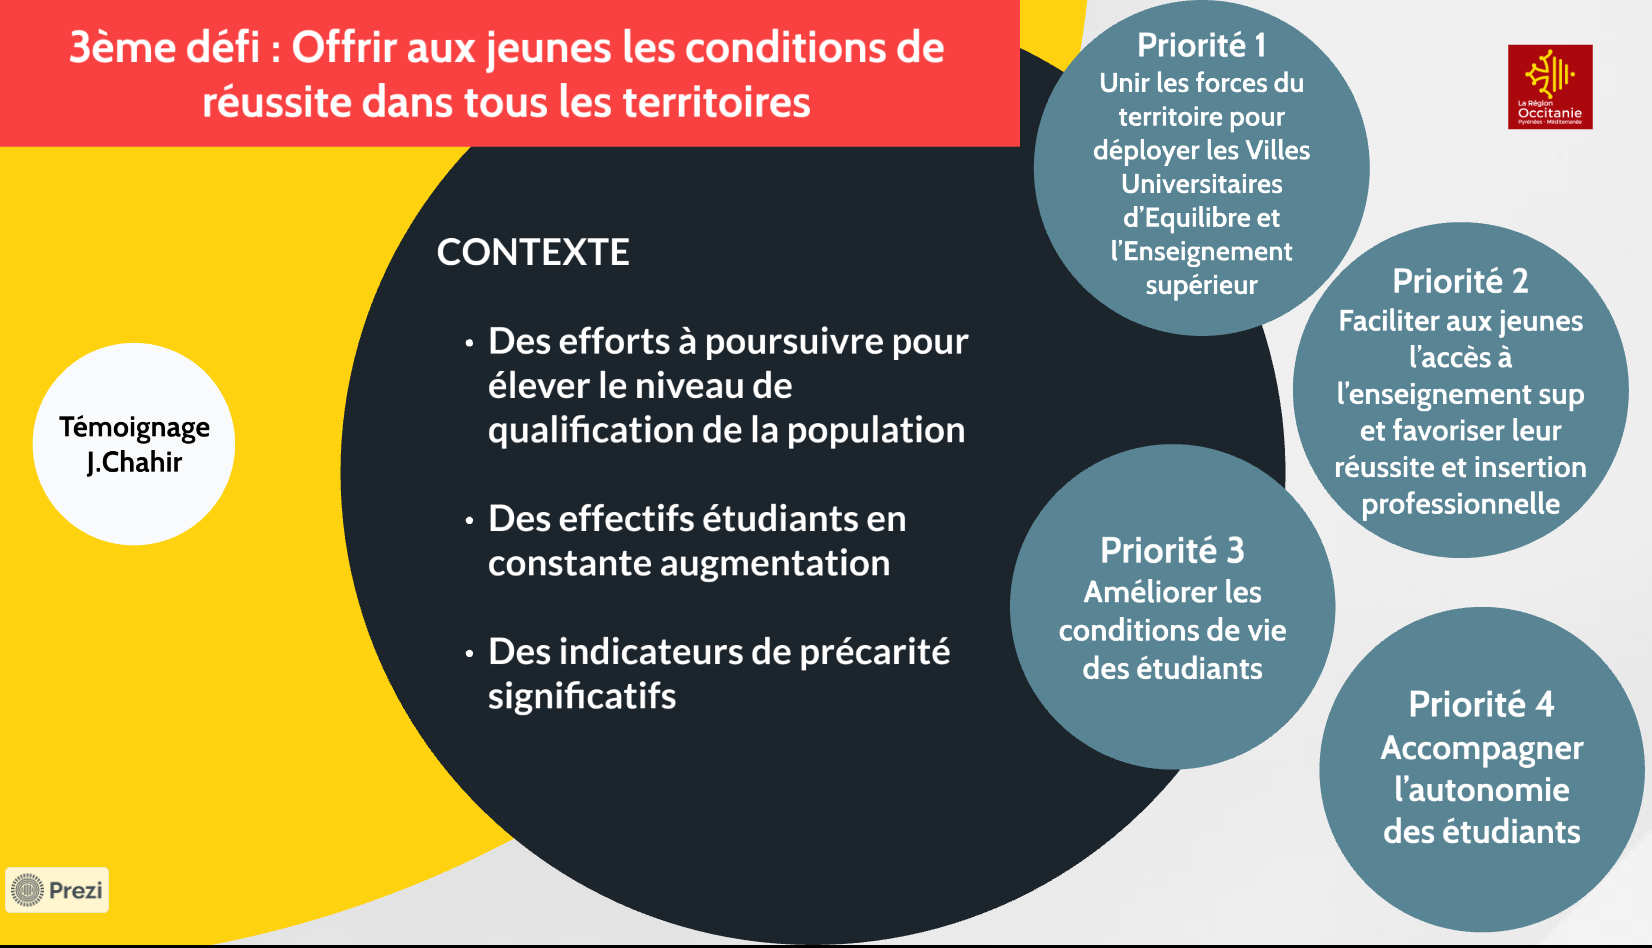 3ème défi : Offrir aux jeunes les conditions de
réussite dans tous les territoires
Témoignage
J.Chahir
CONTEXTE
• Des efforts à poursuivre pour
élever le niveau de
qualification de la population
• Des effectifs étudiants en
constante augmentation
• Des indicateurs de précarité
significatifs
Priorité 1
Unir les forces du
territoire pour
déployer les Villes
Universitaires
d'Equilibre et
l'Enseignement
supérieur
Priorité 2
Faciliter aux jeunes
l'accès à
l'enseignement sup
et favoriser leur
réussite et insertion
professionnelle
Priorité 3
Améliorer les
conditions de vie
des étudiants
Priorité 4
Accompagner
l'autonomie
des étudiants
La Région
Occitanie
Pyrénées - Méditerranée
Prezi